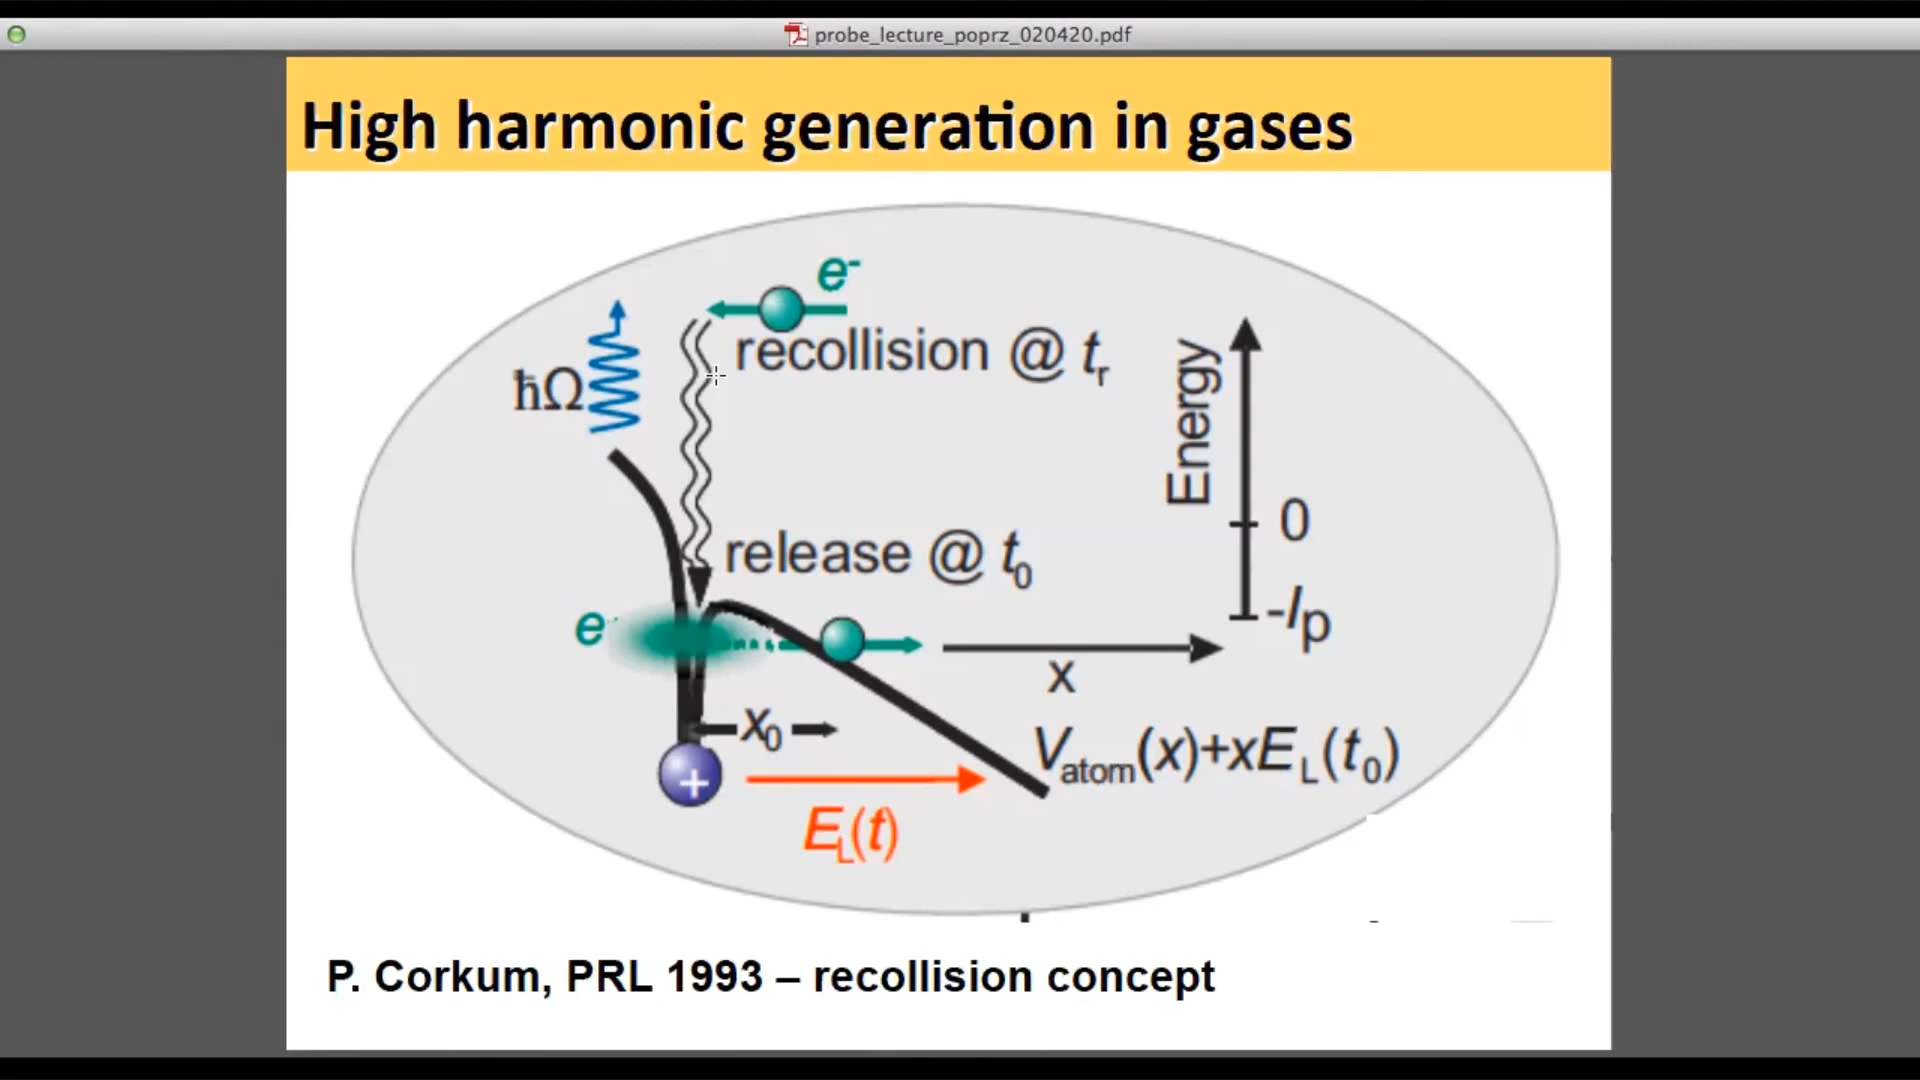 probe_lecture_poprz_020420.pdf
High harmonic generation in gases
e⁻
recollision @ tᵣ
ħΩ
Energy
0
release @ t₀
-Iₚ
e⁻
x
x₀
V_atom(x)+xE_L(t₀)
+
E_L(t)
P. Corkum, PRL 1993 – recollision concept